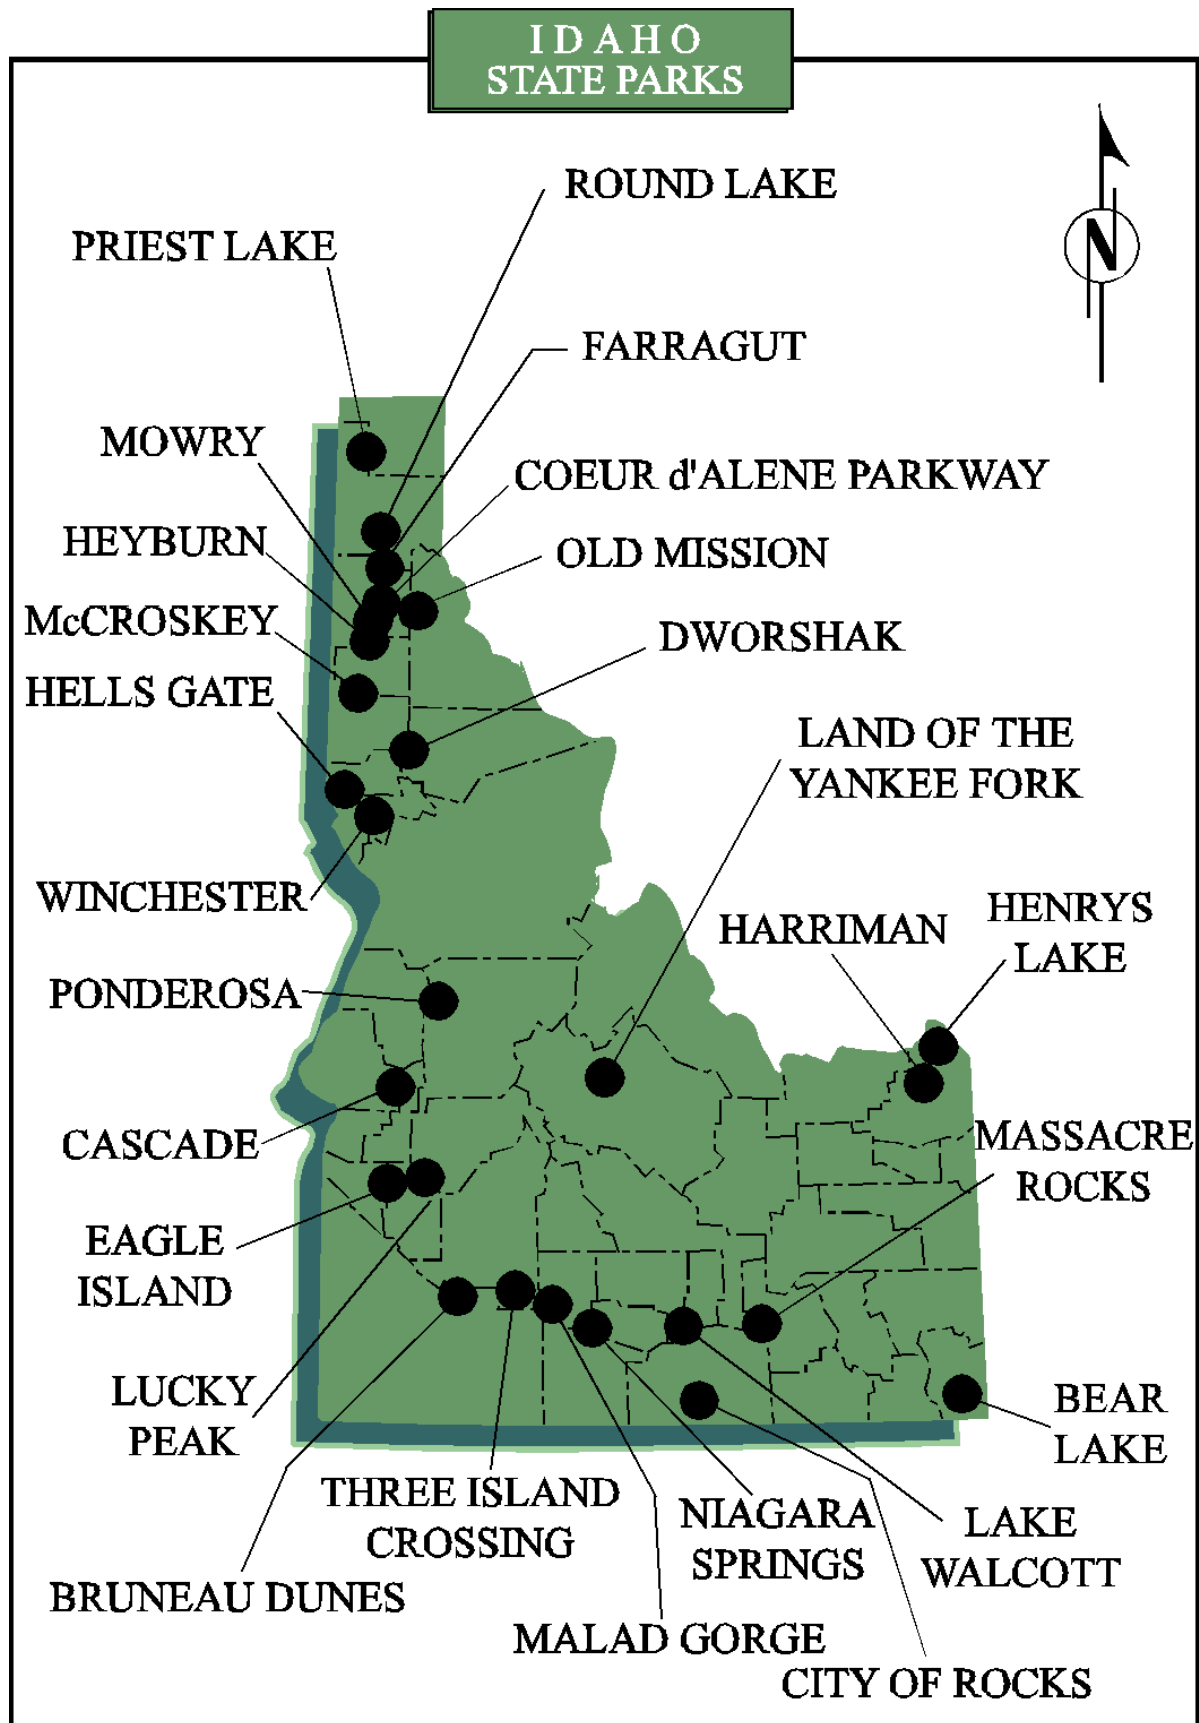 IDAHO
STATE PARKS
N
ROUND LAKE
PRIEST LAKE
FARRAGUT
MOWRY
COEUR d'ALENE PARKWAY
HEYBURN
OLD MISSION
McCROSKEY
DWORSHAK
HELLS GATE
LAND OF THE
YANKEE FORK
WINCHESTER
HARRIMAN
HENRYS
LAKE
PONDEROSA
CASCADE
MASSACRE
ROCKS
EAGLE
ISLAND
LUCKY
PEAK
BEAR
LAKE
THREE ISLAND
CROSSING
NIAGARA
SPRINGS
LAKE
WALCOTT
BRUNEAU DUNES
MALAD GORGE
CITY OF ROCKS